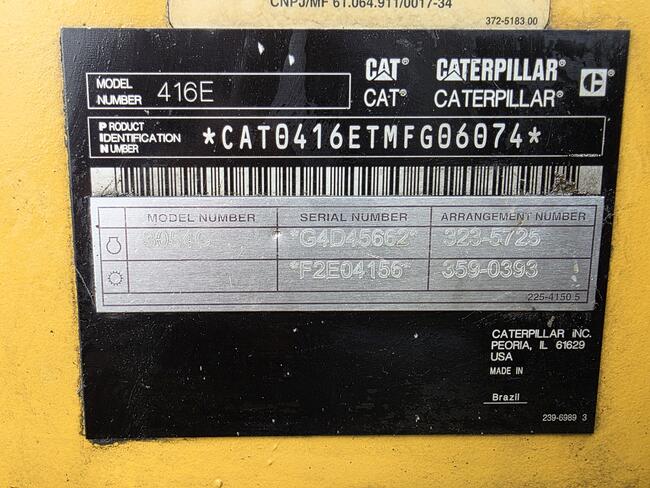 CNPJ/MF 61.064.911/0017-34
372-5183 00
MODEL NUMBER 416E
CAT® CATERPILLAR®
CAT® CATERPILLAR®
PRODUCT IDENTIFICATION NUMBER *CAT0416ETMFG06074*
MODEL NUMBER SERIAL NUMBER ARRANGEMENT NUMBER
3054C *G4D45662* 323-5725
*F2E04156* 359-0393
225-4150 5
CATERPILLAR INC.
PEORIA, IL 61629
USA
MADE IN
Brazil
239-6989 3